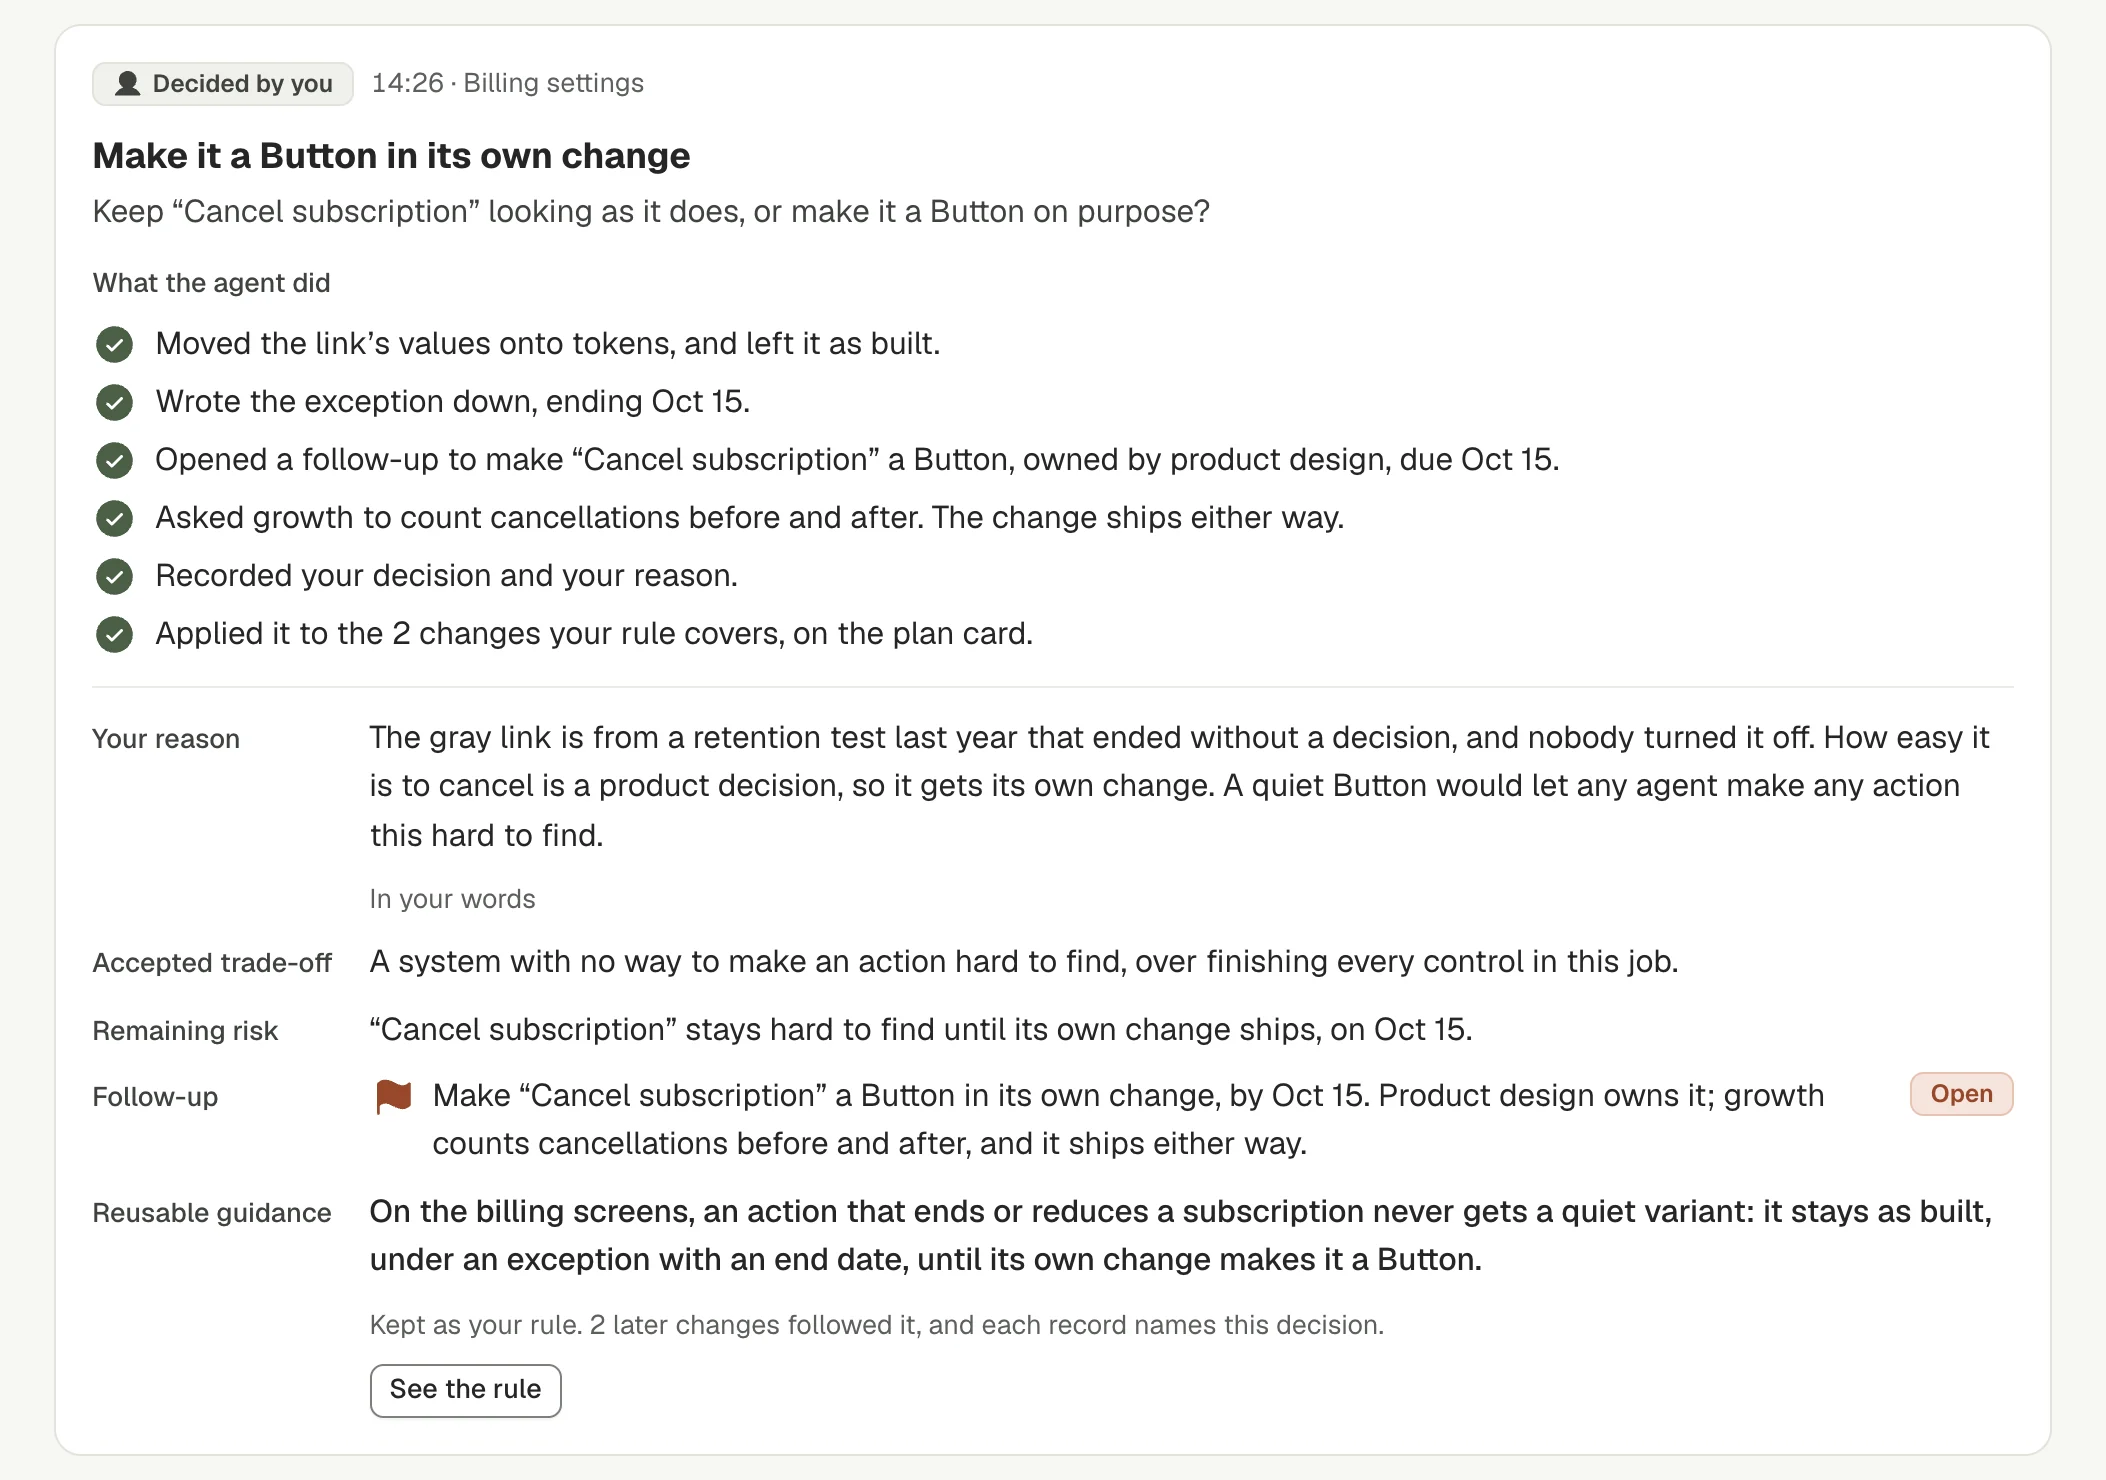 Decided by you
14:26 · Billing settings
Make it a Button in its own change
Keep “Cancel subscription” looking as it does, or make it a Button on purpose?
What the agent did
Moved the link’s values onto tokens, and left it as built.
Wrote the exception down, ending Oct 15.
Opened a follow-up to make “Cancel subscription” a Button, owned by product design, due Oct 15.
Asked growth to count cancellations before and after. The change ships either way.
Recorded your decision and your reason.
Applied it to the 2 changes your rule covers, on the plan card.
Your reason
The gray link is from a retention test last year that ended without a decision, and nobody turned it off. How easy it
is to cancel is a product decision, so it gets its own change. A quiet Button would let any agent make any action
this hard to find.
In your words
Accepted trade-off
A system with no way to make an action hard to find, over finishing every control in this job.
Remaining risk
“Cancel subscription” stays hard to find until its own change ships, on Oct 15.
Follow-up
Make “Cancel subscription” a Button in its own change, by Oct 15. Product design owns it; growth
counts cancellations before and after, and it ships either way.
Open
Reusable guidance
On the billing screens, an action that ends or reduces a subscription never gets a quiet variant: it stays as built,
under an exception with an end date, until its own change makes it a Button.
Kept as your rule. 2 later changes followed it, and each record names this decision.
See the rule